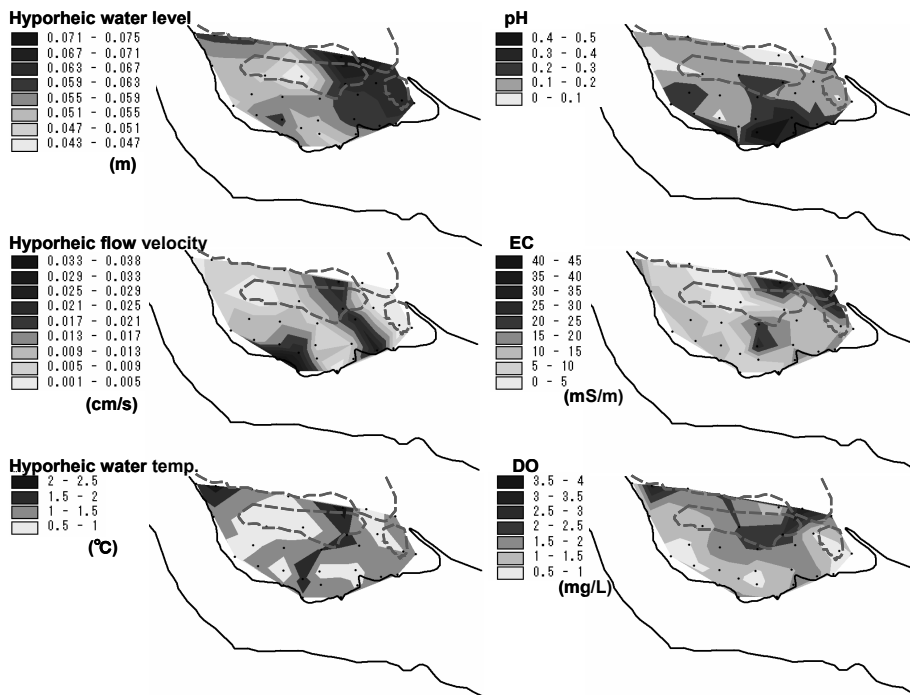 Hyporheic water level
0.071 - 0.075
0.067 - 0.071
0.063 - 0.067
0.059 - 0.063
0.055 - 0.059
0.051 - 0.055
0.047 - 0.051
0.043 - 0.047
(m)
pH
0.4 - 0.5
0.3 - 0.4
0.2 - 0.3
0.1 - 0.2
0 - 0.1
Hyporheic flow velocity
0.033 - 0.038
0.029 - 0.033
0.025 - 0.029
0.021 - 0.025
0.017 - 0.021
0.013 - 0.017
0.009 - 0.013
0.005 - 0.009
0.001 - 0.005
(cm/s)
EC
40 - 45
35 - 40
30 - 35
25 - 30
20 - 25
15 - 20
10 - 15
5 - 10
0 - 5
(mS/m)
Hyporheic water temp.
2 - 2.5
1.5 - 2
1 - 1.5
0.5 - 1
(℃)
DO
3.5 - 4
3 - 3.5
2.5 - 3
2 - 2.5
1.5 - 2
1 - 1.5
0.5 - 1
(mg/L)